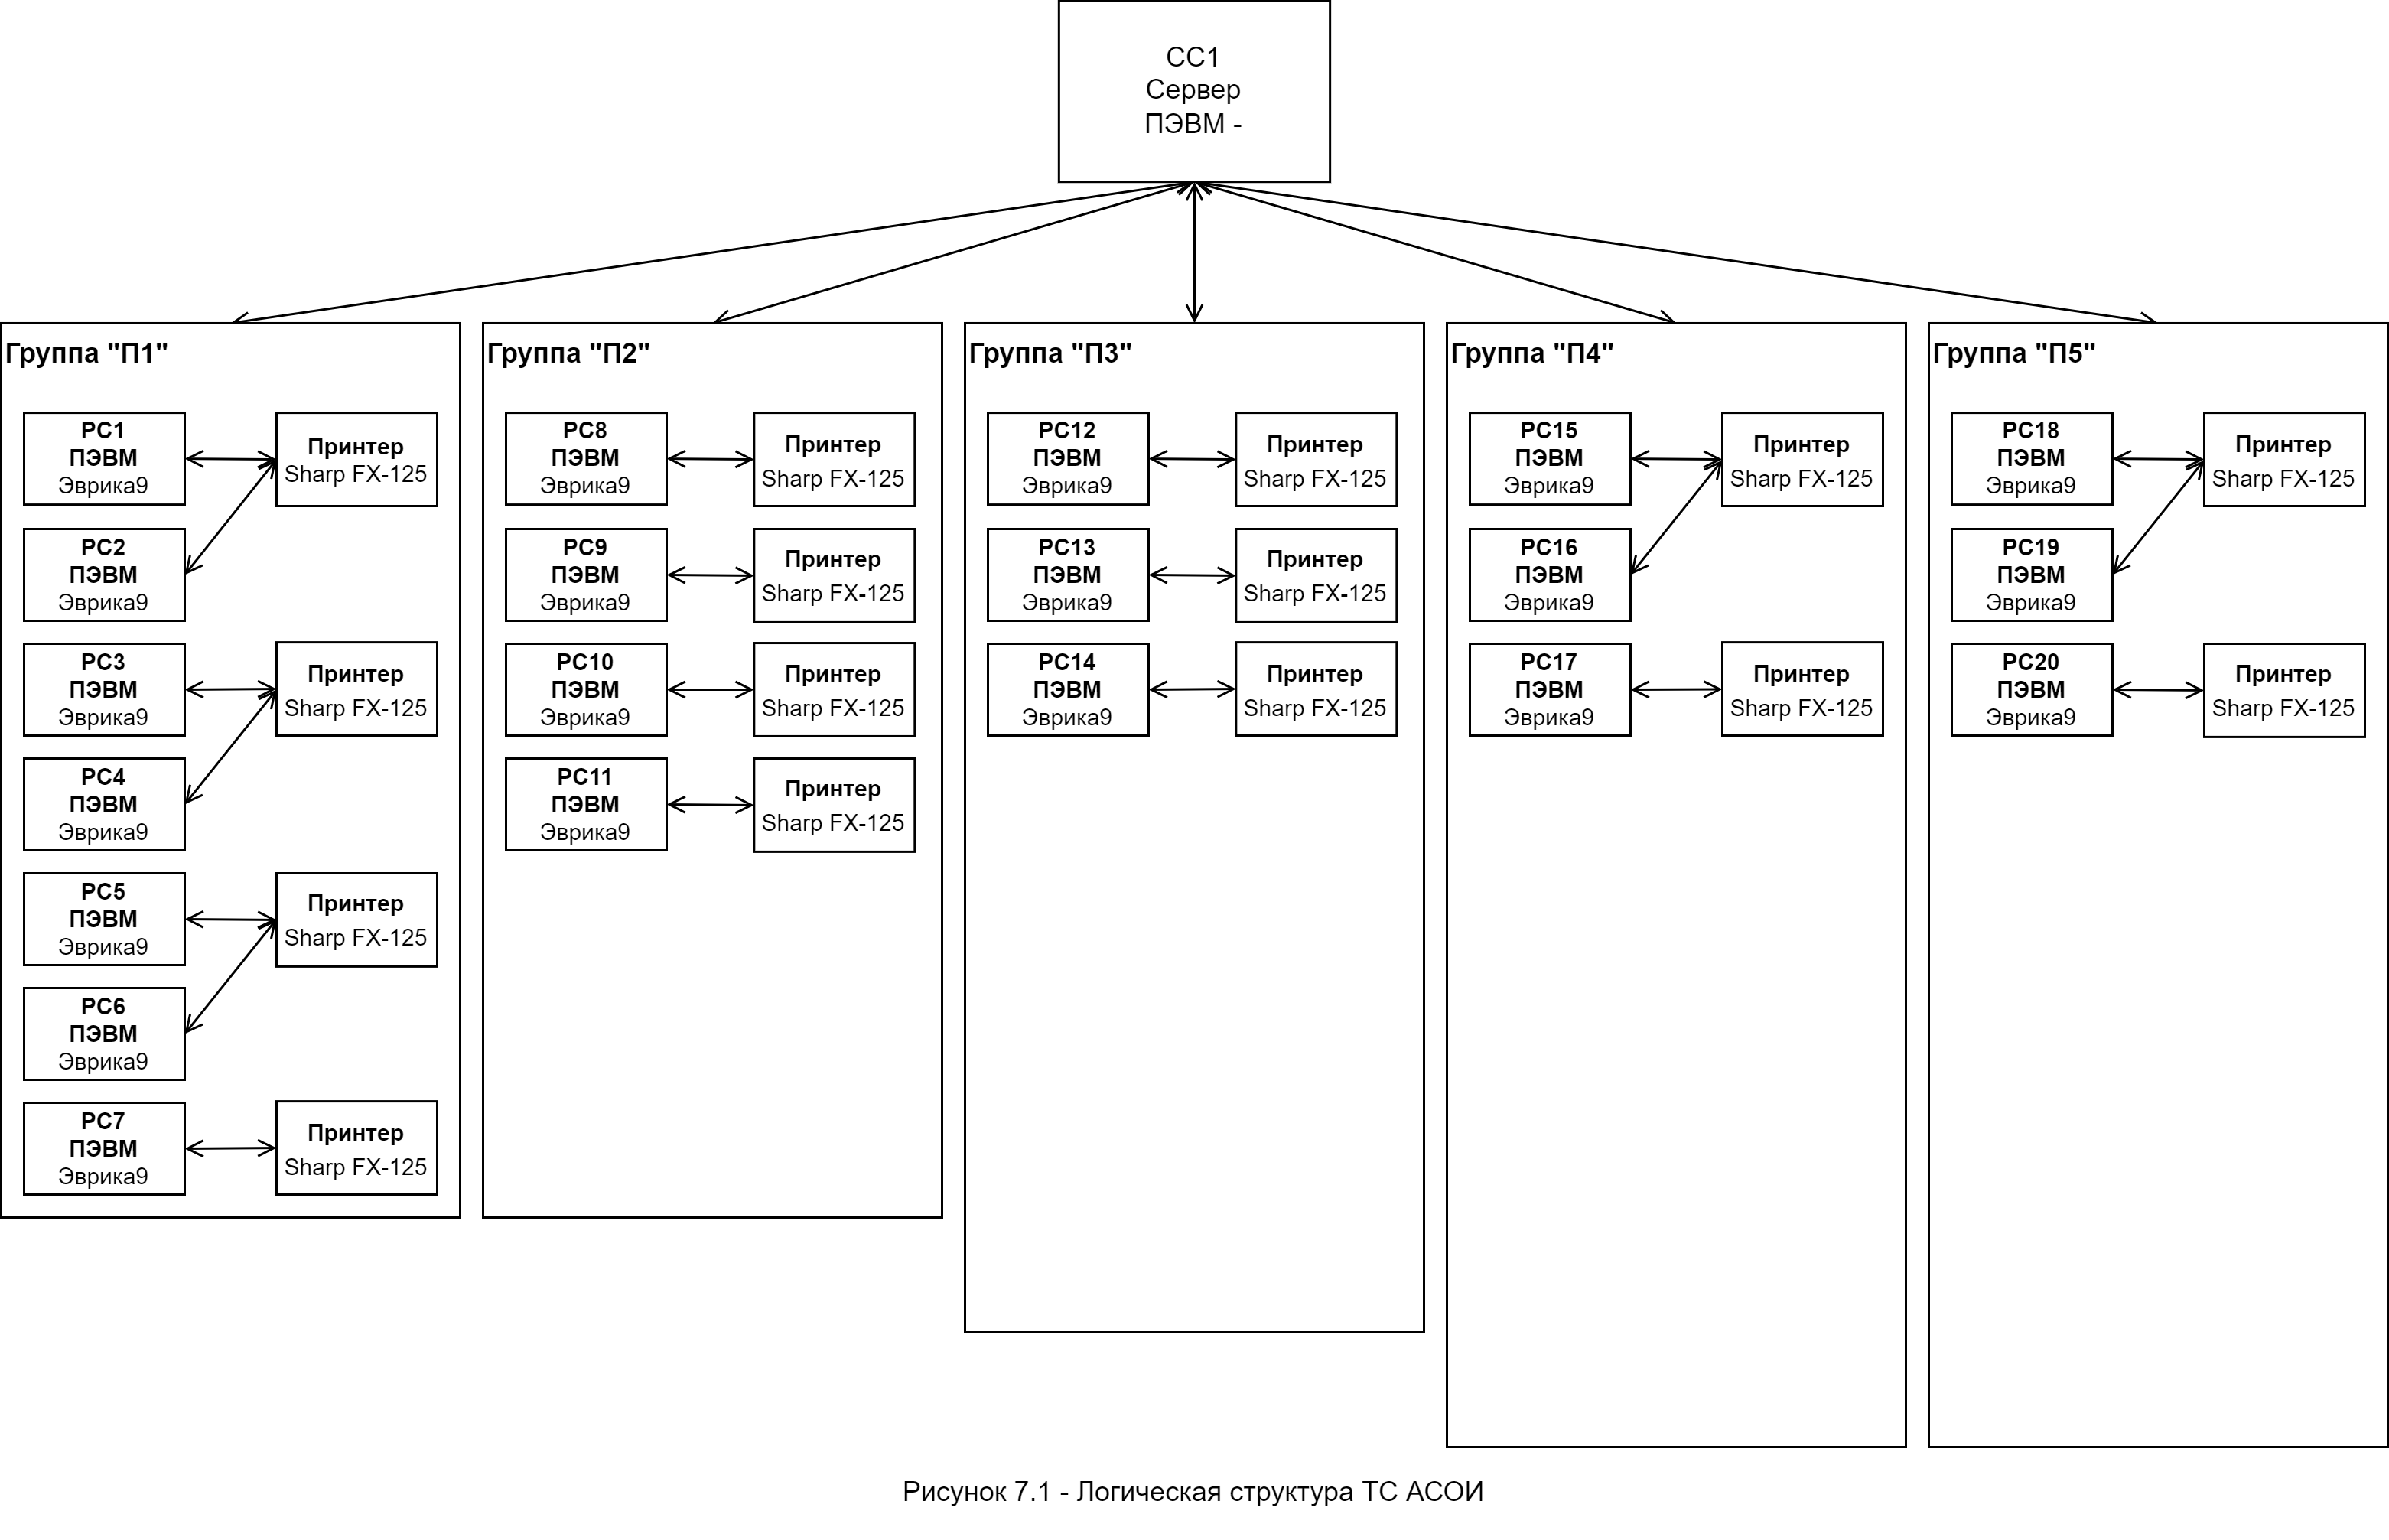 СС1
Сервер
ПЭВМ -
Группа "П1"
РС1
ПЭВМ
Эврика9
Принтер
Sharp FX-125
РС2
ПЭВМ
Эврика9
РС3
ПЭВМ
Эврика9
Принтер
Sharp FX-125
РС4
ПЭВМ
Эврика9
РС5
ПЭВМ
Эврика9
Принтер
Sharp FX-125
РС6
ПЭВМ
Эврика9
РС7
ПЭВМ
Эврика9
Принтер
Sharp FX-125
Группа "П2"
РС8
ПЭВМ
Эврика9
Принтер
Sharp FX-125
РС9
ПЭВМ
Эврика9
Принтер
Sharp FX-125
РС10
ПЭВМ
Эврика9
Принтер
Sharp FX-125
РС11
ПЭВМ
Эврика9
Принтер
Sharp FX-125
Группа "П3"
РС12
ПЭВМ
Эврика9
Принтер
Sharp FX-125
РС13
ПЭВМ
Эврика9
Принтер
Sharp FX-125
РС14
ПЭВМ
Эврика9
Принтер
Sharp FX-125
Группа "П4"
РС15
ПЭВМ
Эврика9
Принтер
Sharp FX-125
РС16
ПЭВМ
Эврика9
РС17
ПЭВМ
Эврика9
Принтер
Sharp FX-125
Группа "П5"
РС18
ПЭВМ
Эврика9
Принтер
Sharp FX-125
РС19
ПЭВМ
Эврика9
РС20
ПЭВМ
Эврика9
Принтер
Sharp FX-125
Рисунок 7.1 - Логическая структура ТС АСОИ